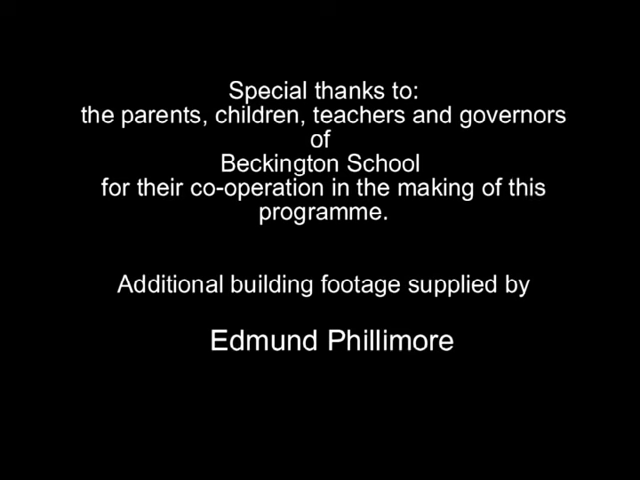 Special thanks to:
the parents, children, teachers and governors
of
Beckington School
for their co-operation in the making of this
programme.
Additional building footage supplied by
Edmund Phillimore